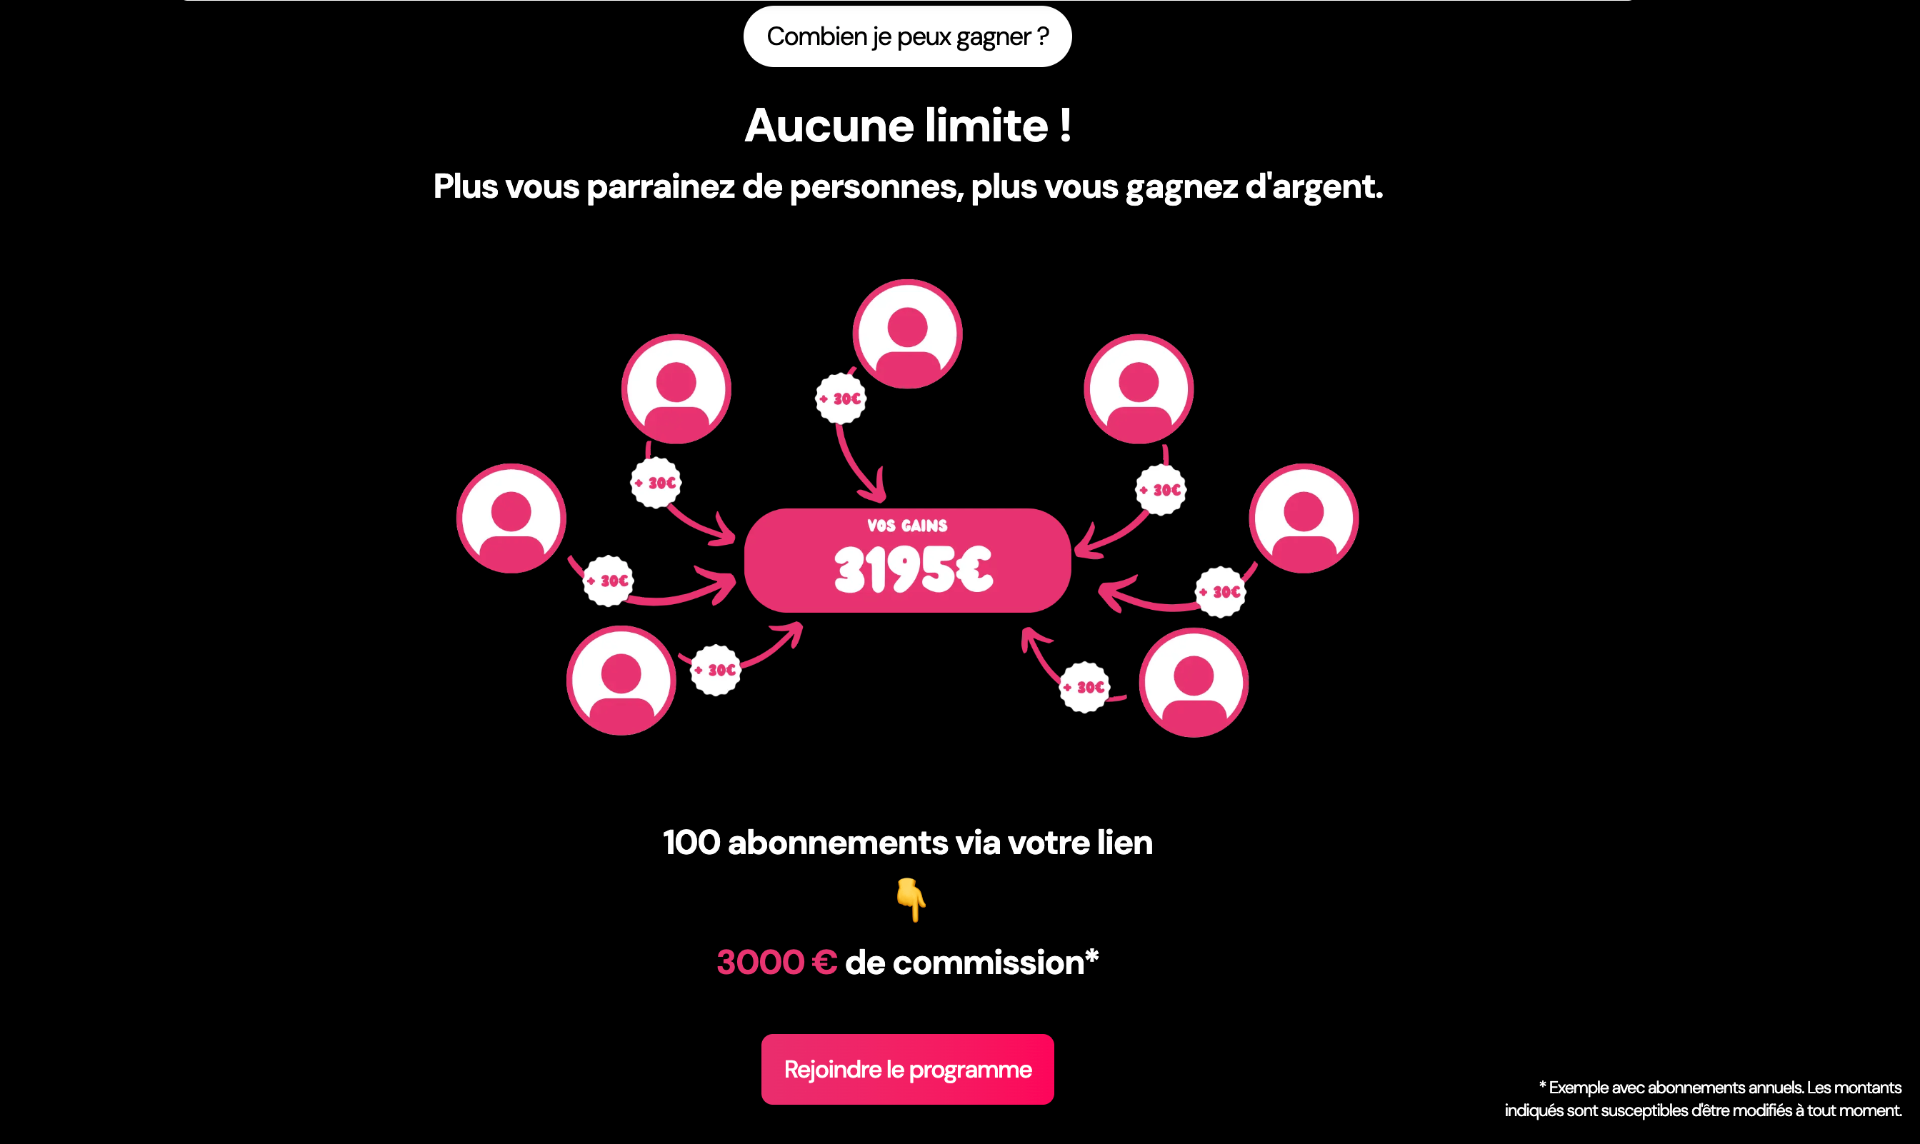 Combien je peux gagner ?
Aucune limite !
Plus vous parrainez de personnes, plus vous gagnez d'argent.
+ 30€
+ 30€
+ 30€
+ 30€
VOS GAINS
3195€
+ 30€
+ 30€
+ 30€
100 abonnements via votre lien
👇
3000 € de commission*
Rejoindre le programme
* Exemple avec abonnements annuels. Les montants
indiqués sont susceptibles d'être modifiés à tout moment.